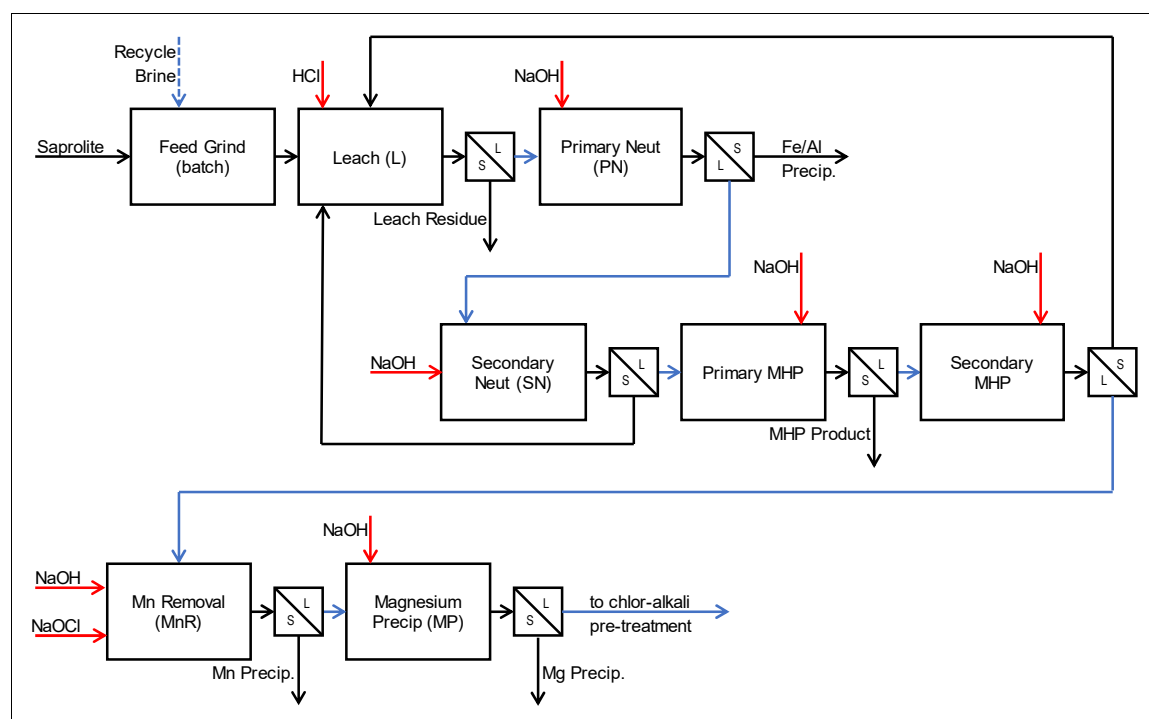 Recycle
Brine
HCl
NaOH
Saprolite
Feed Grind
(batch)
Leach (L)
L
S
Primary Neut
(PN)
S
L
Fe/Al
Precip.
Leach Residue
NaOH
NaOH
NaOH
Secondary
Neut (SN)
L
S
Primary MHP
L
S
Secondary
MHP
S
L
MHP Product
NaOH
NaOH
NaOCl
Mn Removal
(MnR)
L
S
Magnesium
Precip (MP)
L
S
to chlor-alkali
pre-treatment
Mn Precip.
Mg Precip.